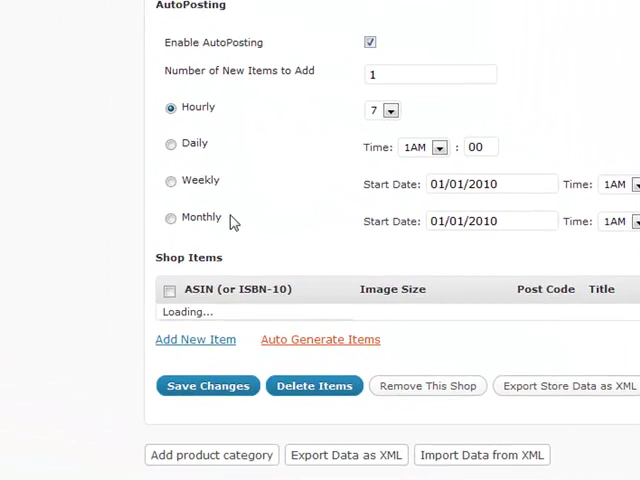 AutoPosting
Enable AutoPosting
Number of New Items to Add 1
Hourly 7
Daily Time: 1AM : 00
Weekly Start Date: 01/01/2010 Time: 1AM
Monthly Start Date: 01/01/2010 Time: 1AM
Shop Items
ASIN (or ISBN-10) Image Size Post Code Title
Loading...
Add New Item Auto Generate Items
Save Changes Delete Items Remove This Shop Export Store Data as XML
Add product category Export Data as XML Import Data from XML